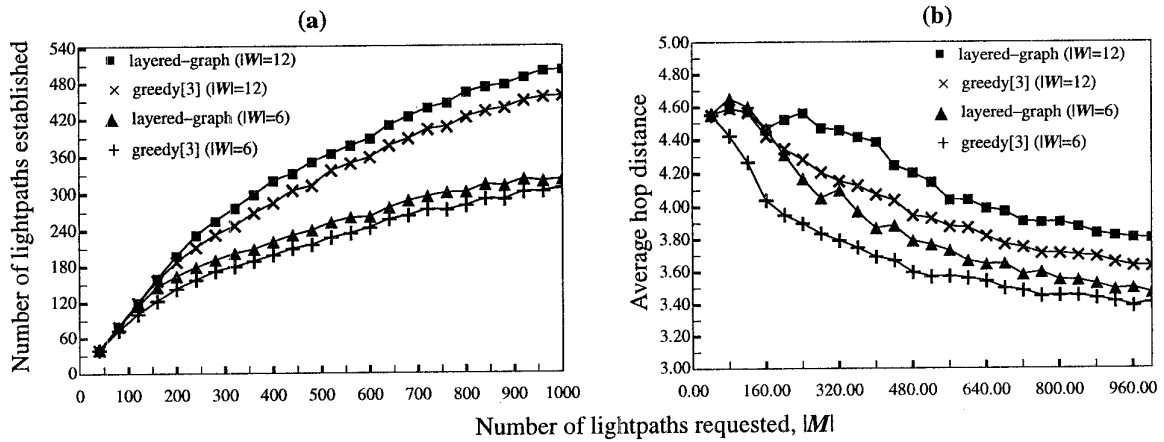 (a)
Number of lightpaths established
540
480
420
360
300
240
180
120
60
0
layered–graph (|W|=12)
greedy[3] (|W|=12)
layered–graph (|W|=6)
greedy[3] (|W|=6)
0 100 200 300 400 500 600 700 800 900 1000
(b)
Average hop distance
5.00
4.80
4.60
4.40
4.20
4.00
3.80
3.60
3.40
3.20
3.00
layered–graph (|W|=12)
greedy[3] (|W|=12)
layered–graph (|W|=6)
greedy[3] (|W|=6)
0.00 160.00 320.00 480.00 640.00 800.00 960.00
Number of lightpaths requested, |M|